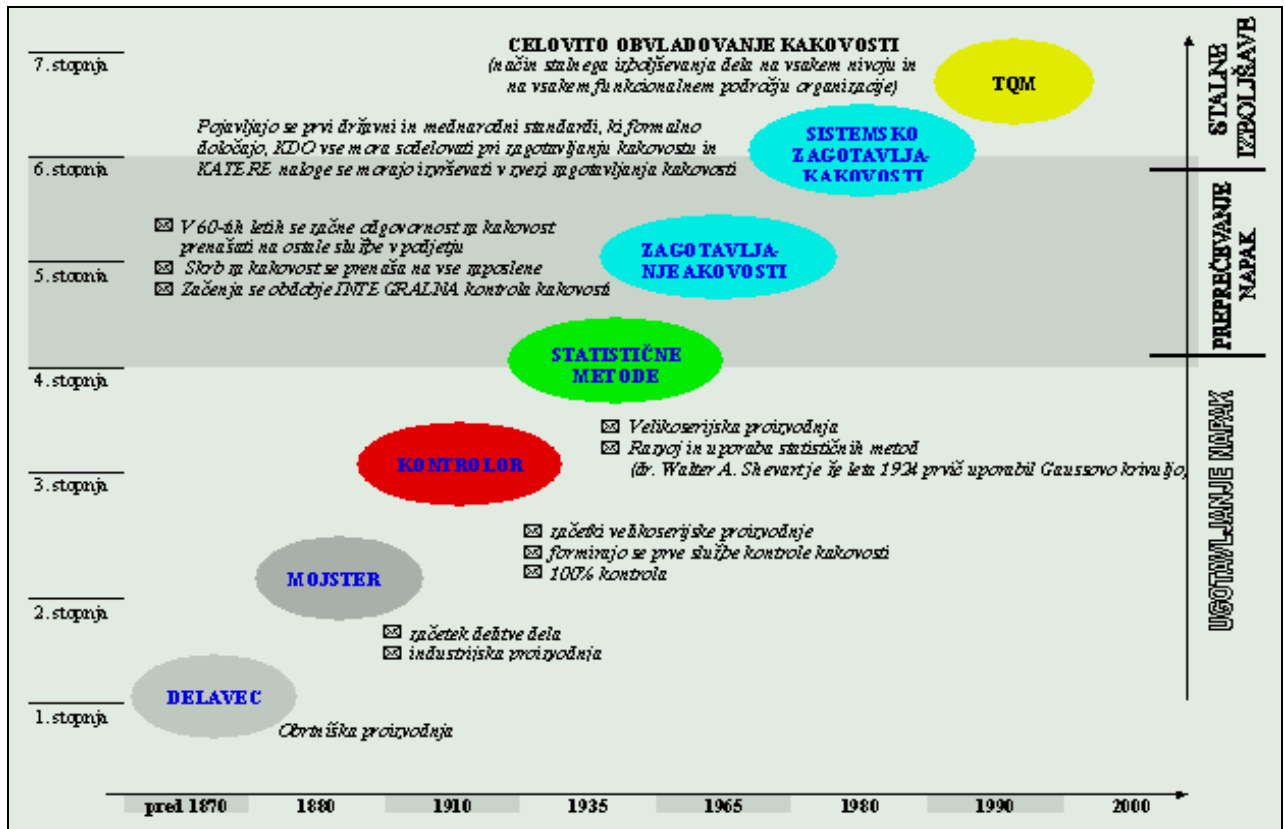 7. stopnja
CELOVITO OBVLADOVANJE KAKOVOSTI
(način stalnega izboljševanja dela na vsakem nivoju in
na vsakem funkcionalnem področju organizacije)
TQM
STALNE
IZBOLJŠAVE
Pojavljajo se prvi državni in mednarodni standardi, ki formalno
določajo, KDO vse mora sodelovati pri zagotavljanju kakovostu in
KATERE naloge se morajo izvrševati v zvezi zagotavljanja kakovosti
SISTEMSKO
ZAGOTAVLJA-
KAKOVOSTI
6. stopnja
V 60-tih letih se začne odgovornost za kakovost
prenašati na ostale službe v podjetju
Skrb za kakovost se prenaša na vse zaposlene
Začenja se obdobje INTEGRALNA kontrola kakovosti
ZAGOTAVLJA-
NJEAKOVOSTI
5. stopnja
PREPREČEVANJE
NAPAK
STATISTIČNE
METODE
4. stopnja
Velikoserijska proizvodnja
Razvoj in uporaba statističnih metod
(dr. Walter A. Shevart je že leta 1924 prvič uporabil Gaussovo krivuljo)
KONTROLOR
3. stopnja
začetki velikoserijske proizvodnje
formirajo se prve službe kontrole kakovosti
100% kontrola
UGOTAVLJANJE NAPAK
MOJSTER
2. stopnja
začetek delitve dela
industrijska proizvodnja
DELAVEC
1. stopnja
Obrtniška proizvodnja
pred 1870 1880 1910 1935 1965 1980 1990 2000